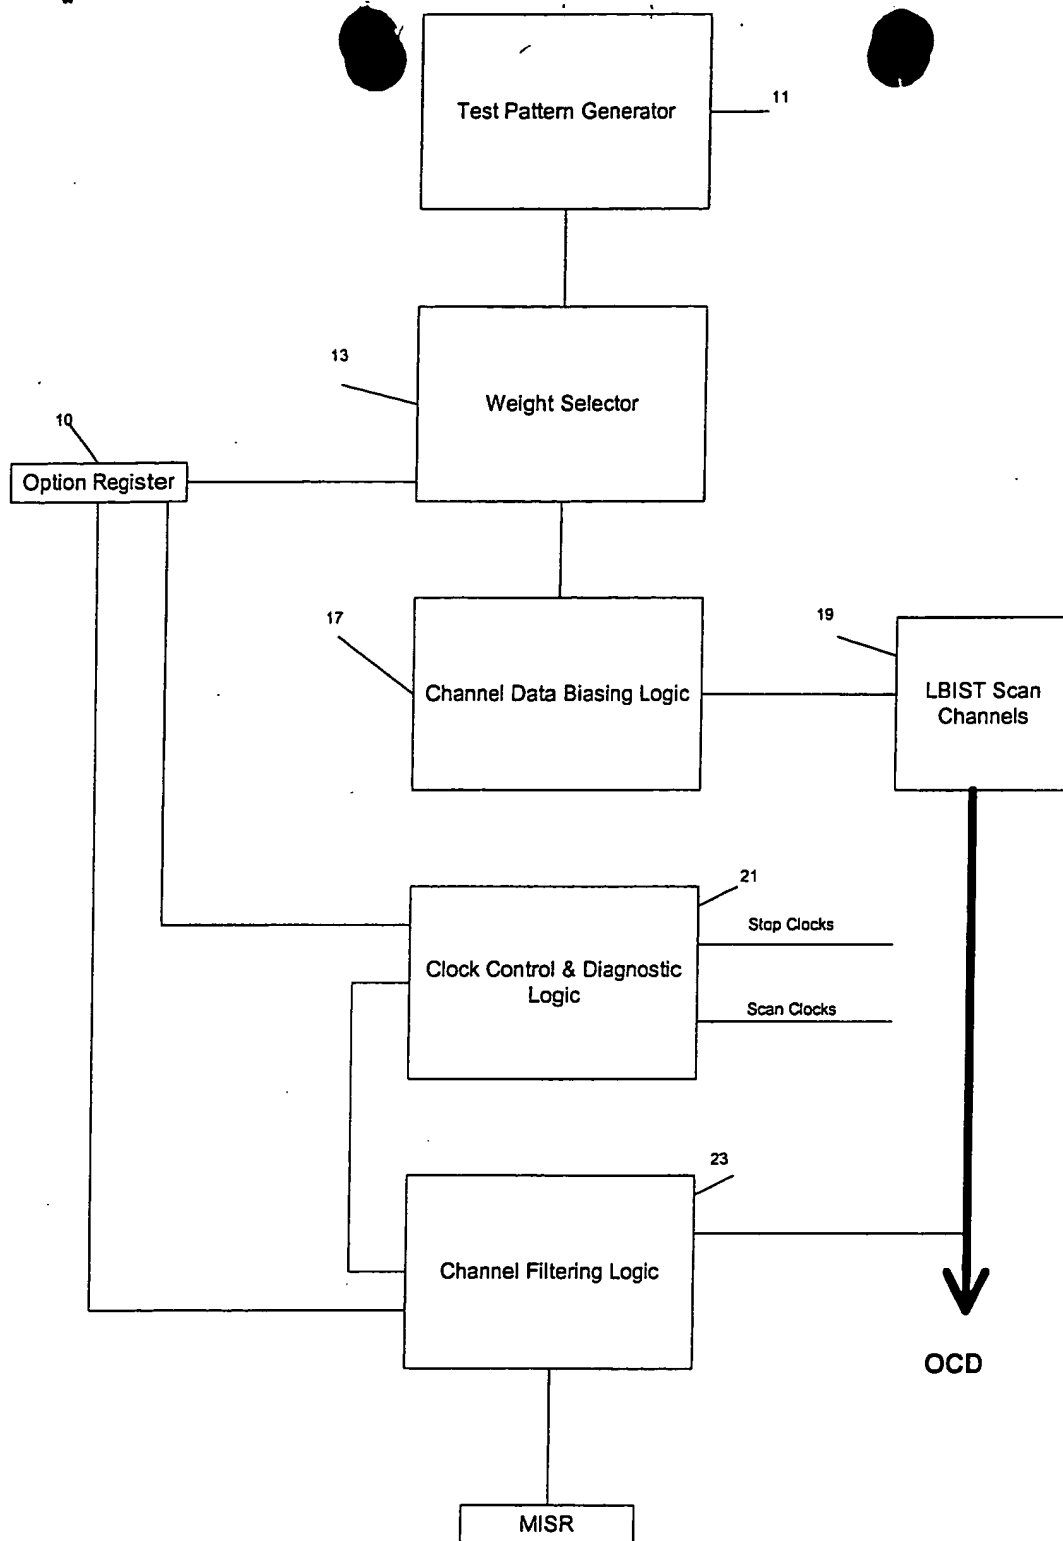 11
Test Pattern Generator
13
Weight Selector
10
Option Register
17
Channel Data Biasing Logic
19
LBIST Scan
Channels
21
Stop Clocks
Clock Control & Diagnostic
Logic
Scan Clocks
23
Channel Filtering Logic
OCD
MISR